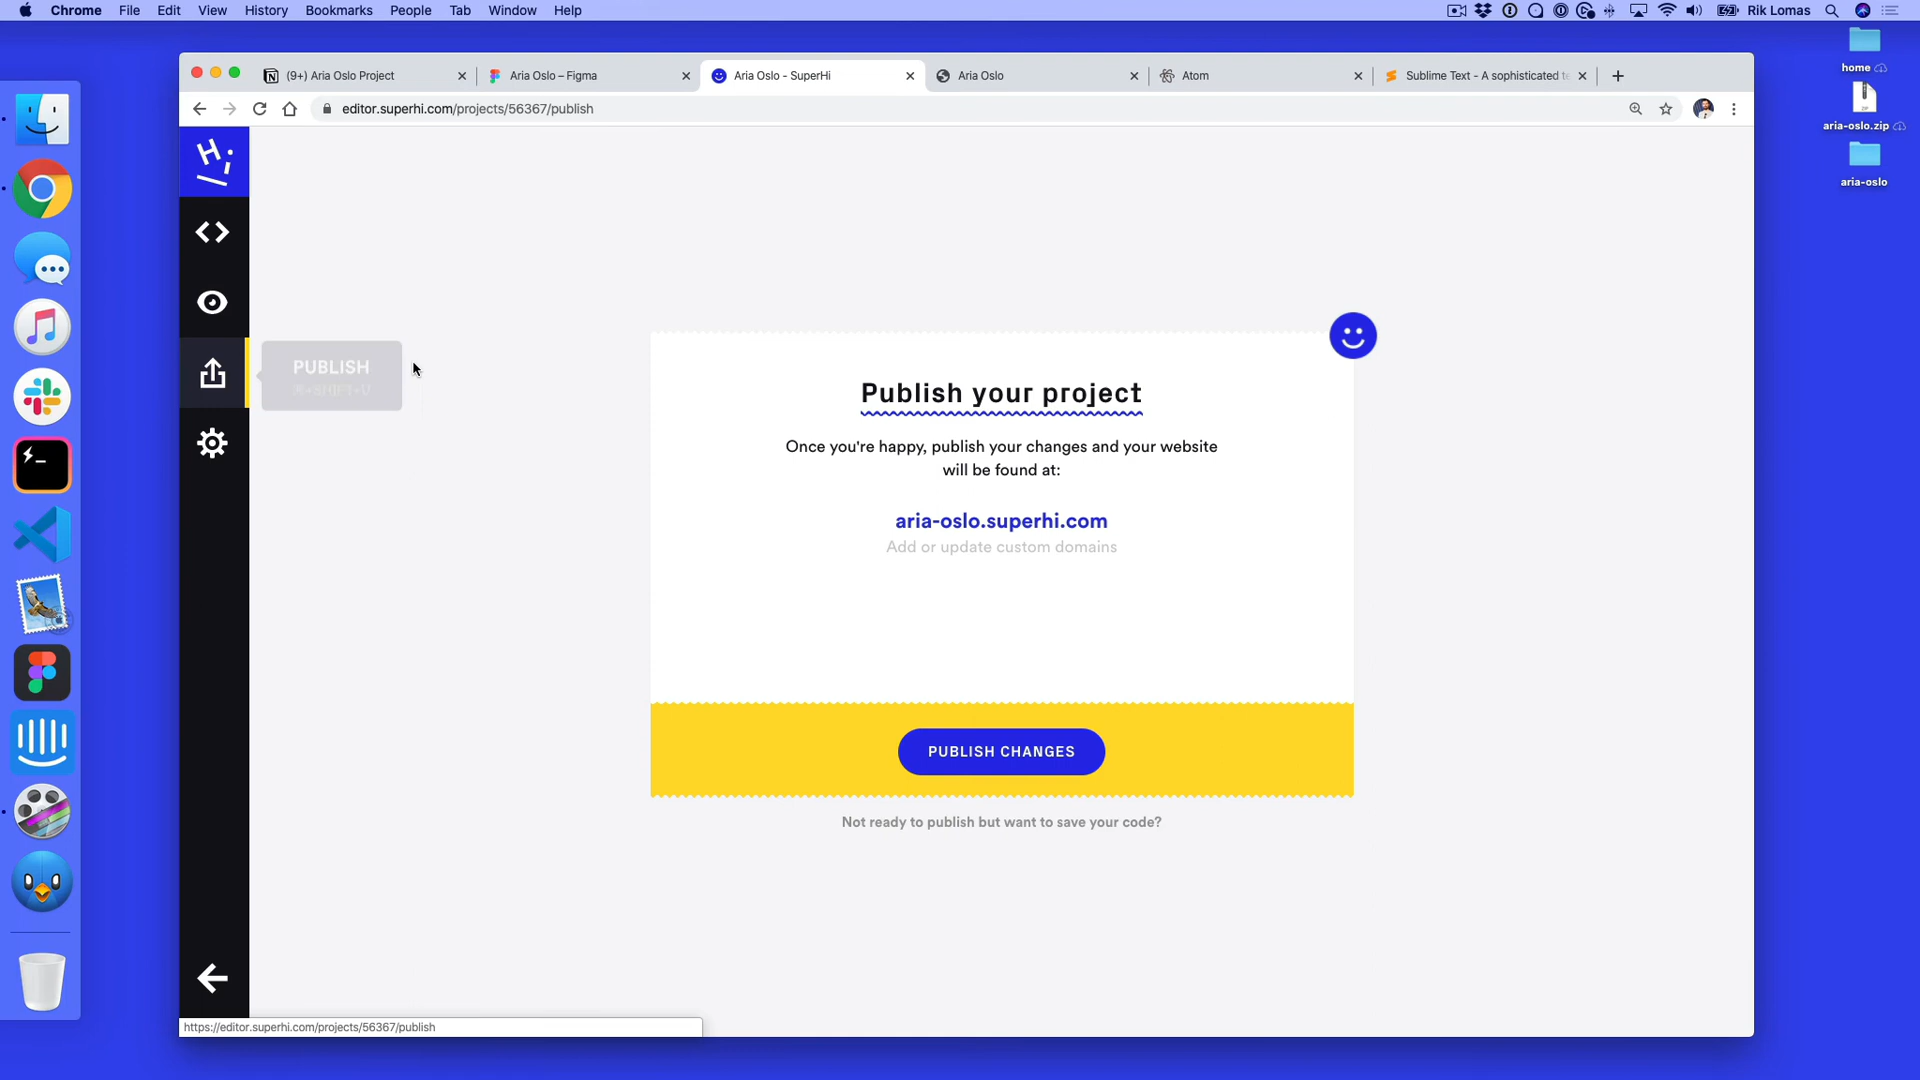 Chrome File Edit View History Bookmarks People Tab Window Help
Rik Lomas
home
aria-oslo.zip
aria-oslo
(9+) Aria Oslo Project
Aria Oslo – Figma
Aria Oslo - SuperHi
Aria Oslo
Atom
Sublime Text - A sophisticated t
editor.superhi.com/projects/56367/publish
Hi
PUBLISH
⌘+SHIFT+U
Publish your project
Once you're happy, publish your changes and your website
will be found at:
aria-oslo.superhi.com
Add or update custom domains
PUBLISH CHANGES
Not ready to publish but want to save your code?
https://editor.superhi.com/projects/56367/publish